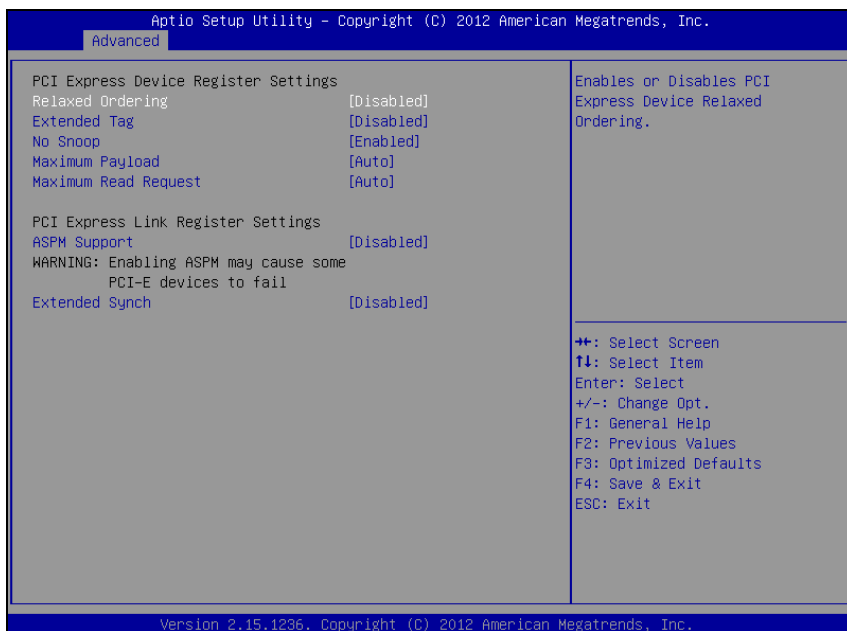 Aptio Setup Utility – Copyright (C) 2012 American Megatrends, Inc.
Advanced
PCI Express Device Register Settings
Relaxed Ordering [Disabled]
Extended Tag [Disabled]
No Snoop [Enabled]
Maximum Payload [Auto]
Maximum Read Request [Auto]
PCI Express Link Register Settings
ASPM Support [Disabled]
WARNING: Enabling ASPM may cause some
PCI-E devices to fail
Extended Synch [Disabled]
Enables or Disables PCI
Express Device Relaxed
Ordering.
→←: Select Screen
↑↓: Select Item
Enter: Select
+/-: Change Opt.
F1: General Help
F2: Previous Values
F3: Optimized Defaults
F4: Save & Exit
ESC: Exit
Version 2.15.1236. Copyright (C) 2012 American Megatrends, Inc.